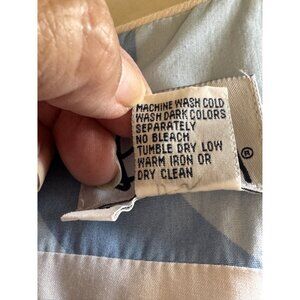 MACHINE WASH COLD
WASH DARK COLORS
SEPARATELY
NO BLEACH
TUMBLE DRY LOW
WARM IRON OR
DRY CLEAN
®